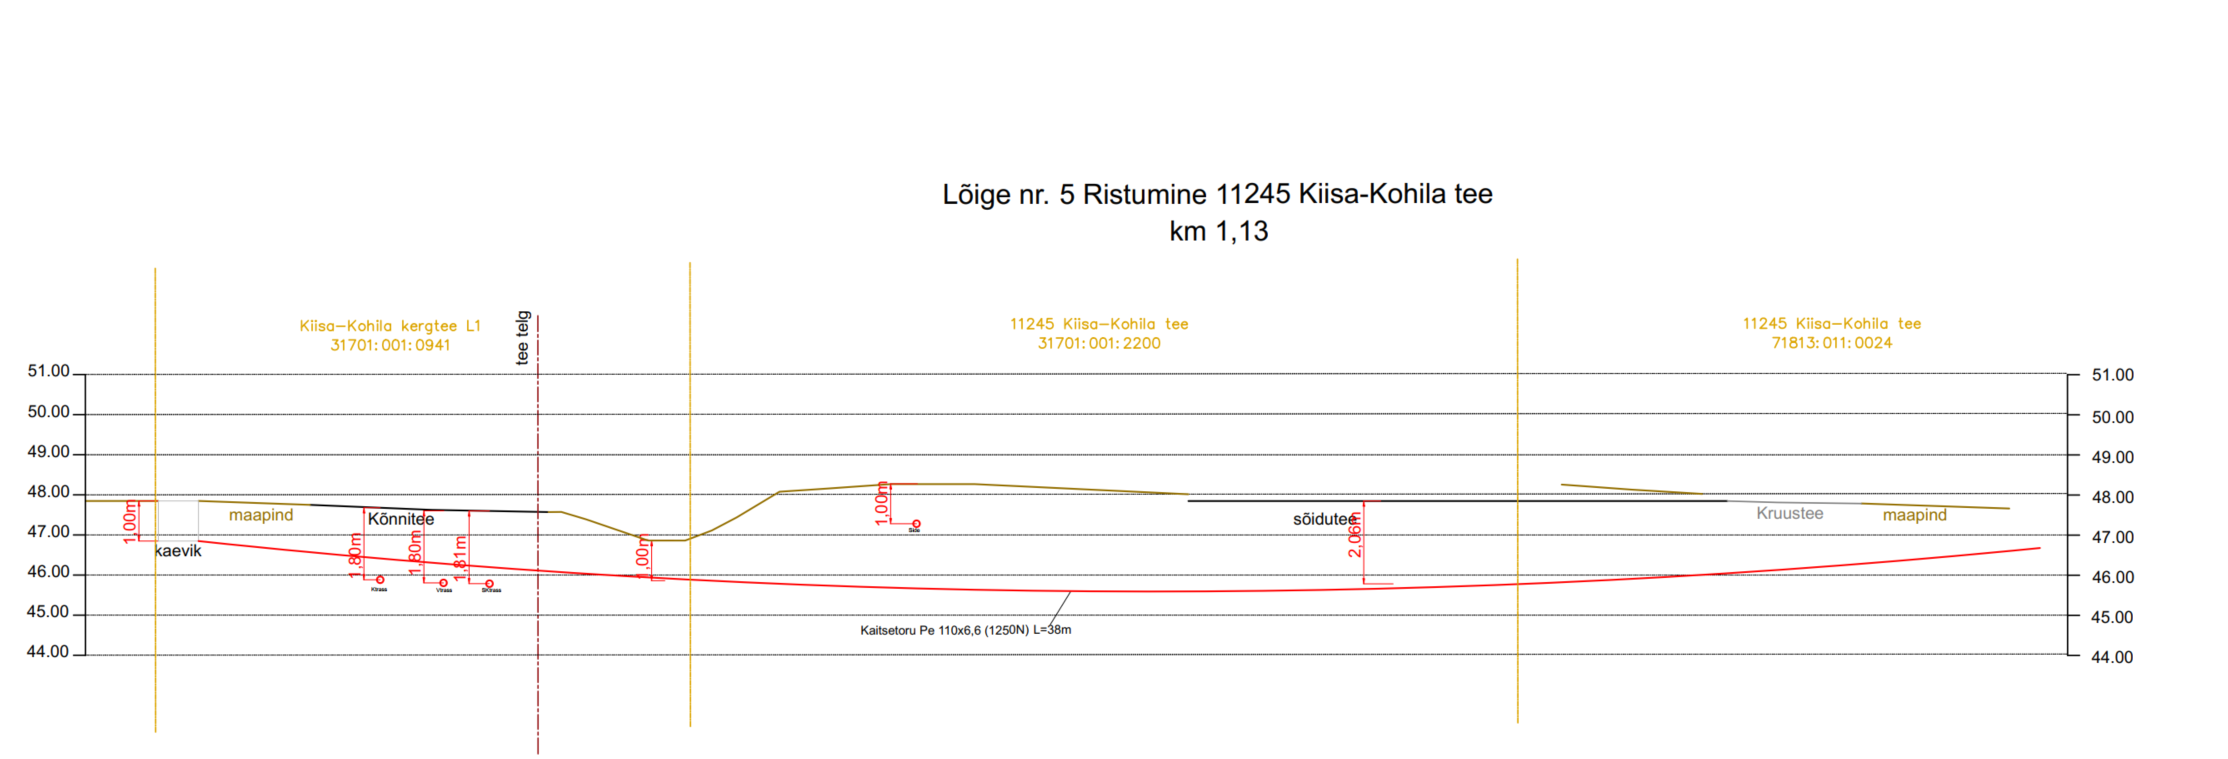 Lõige nr. 5 Ristumine 11245 Kiisa-Kohila tee
km 1,13
Kiisa-Kohila kergtee L1
31701:001:0941
tee telg
11245 Kiisa-Kohila tee
31701:001:2200
11245 Kiisa-Kohila tee
71813:011:0024
51.00
51.00
50.00
50.00
49.00
49.00
48.00
48.00
47.00
47.00
46.00
46.00
45.00
45.00
44.00
44.00
1,00m
kaevik
maapind
Kõnnitee
1,80m
1,80m
1,81m
Ktrass
Vtrass
SKtrass
1,00m
1,00m
Side
sõidutee
2,06m
Kruustee
maapind
Kaitsetoru Pe 110x6,6 (1250N) L=38m